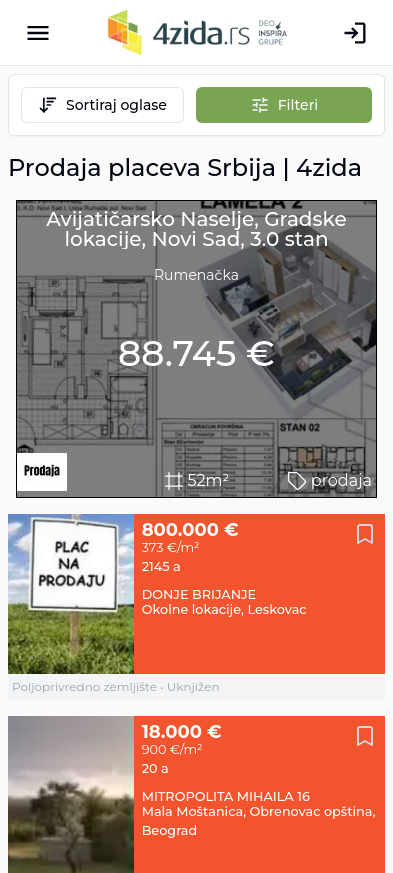 4zida.rs
DEO
INSPIRA
GRUPE
Sortiraj oglase
Filteri
Prodaja placeva Srbija | 4zida
LAMELA 2
Avijatičarsko Naselje, Gradske
lokacije, Novi Sad, 3.0 stan
Rumenačka
88.745 €
OBRACUN POVRŠINA
STAN 02
Prodaja
52m²
prodaja
PLAC
NA
PRODAJU
800.000 €
373 €/m²
2145 a
DONJE BRIJANJE
Okolne lokacije, Leskovac
Poljoprivredno zemljište • Uknjižen
18.000 €
900 €/m²
20 a
MITROPOLITA MIHAILA 16
Mala Moštanica, Obrenovac opština,
Beograd